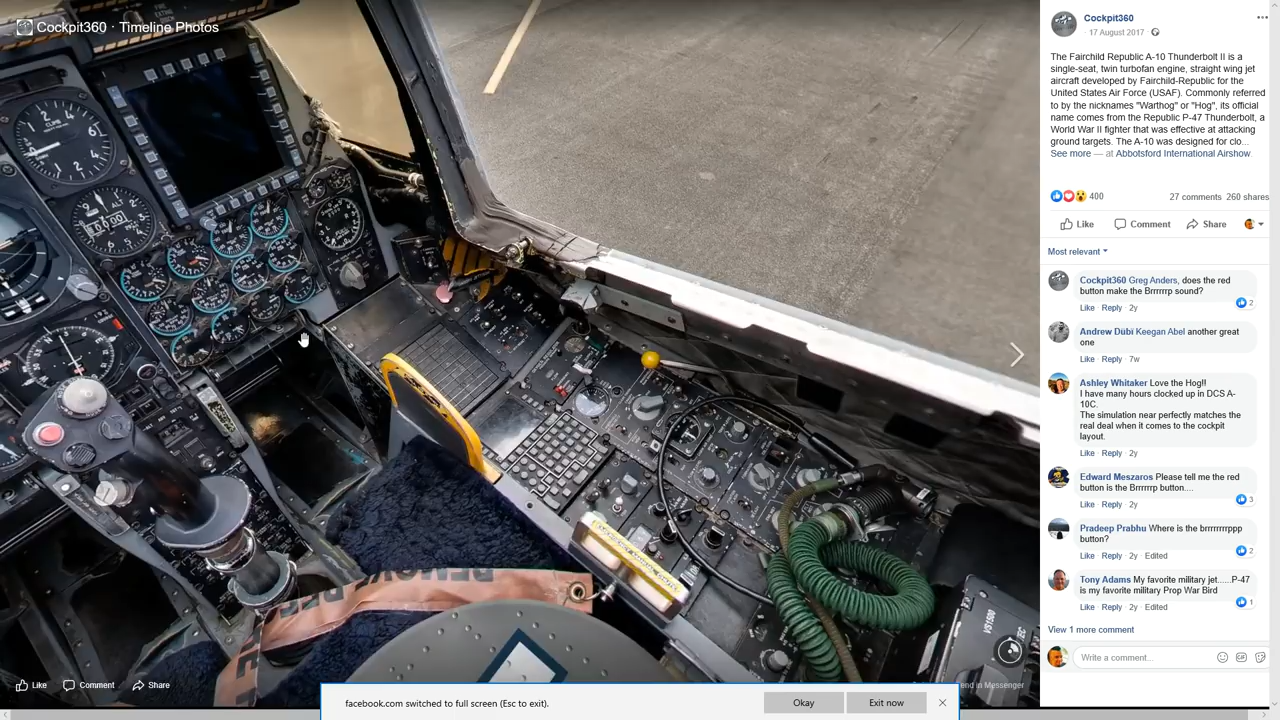 Cockpit360 · Timeline Photos
CLIMB
ALT
REMOVE
VS1500
Like
Comment
Share
end in Messenger
facebook.com switched to full screen (Esc to exit).
Okay
Exit now
Cockpit360
· 17 August 2017 ·
The Fairchild Republic A-10 Thunderbolt II is a
single-seat, twin turbofan engine, straight wing jet
aircraft developed by Fairchild-Republic for the
United States Air Force (USAF). Commonly referred
to by the nicknames "Warthog" or "Hog", its official
name comes from the Republic P-47 Thunderbolt, a
World War II fighter that was effective at attacking
ground targets. The A-10 was designed for clo...
See more — at Abbotsford International Airshow.
400
27 comments 260 shares
Like
Comment
Share
Most relevant
Cockpit360 Greg Anders, does the red
button make the Brrrrrrp sound?
2
Like · Reply · 2y
Andrew Dübi Keegan Abel another great
one
Like · Reply · 7w
Ashley Whitaker Love the Hog!!
I have many hours clocked up in DCS A-
10C.
The simulation near perfectly matches the
real deal when it comes to the cockpit
layout.
Like · Reply · 2y
Edward Meszaros Please tell me the red
button is the Brrrrrrp button....
3
Like · Reply · 2y
Pradeep Prabhu Where is the brrrrrrrrppp
button?
2
Like · Reply · 2y · Edited
Tony Adams My favorite military jet......P-47
is my favorite military Prop War Bird
1
Like · Reply · 2y · Edited
View 1 more comment
Write a comment...
GIF